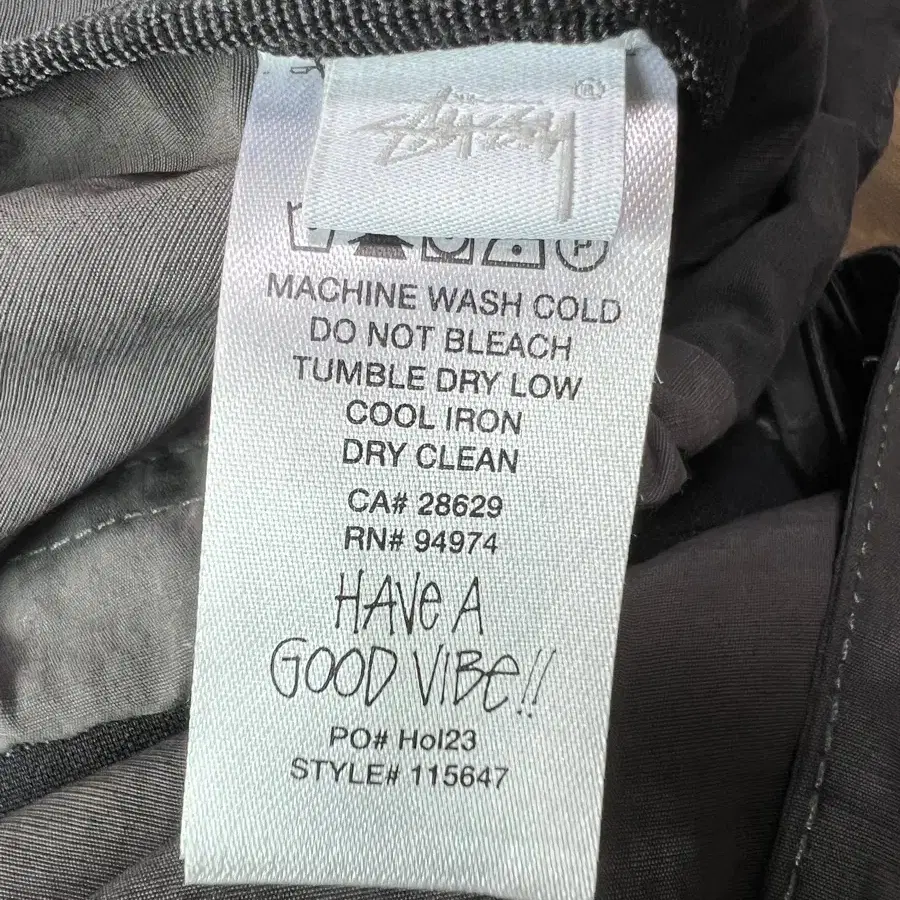 Stüssy
®
P
MACHINE WASH COLD
DO NOT BLEACH
TUMBLE DRY LOW
COOL IRON
DRY CLEAN
CA# 28629
RN# 94974
HAVe A
GOOD VIBe!!
PO# Hol23
STYLE# 115647